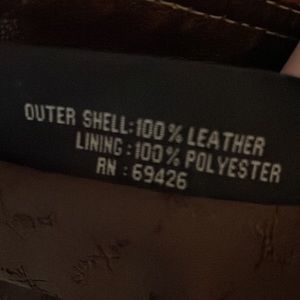 OUTER SHELL:100% LEATHER
LINING:100% POLYESTER
RN:69426